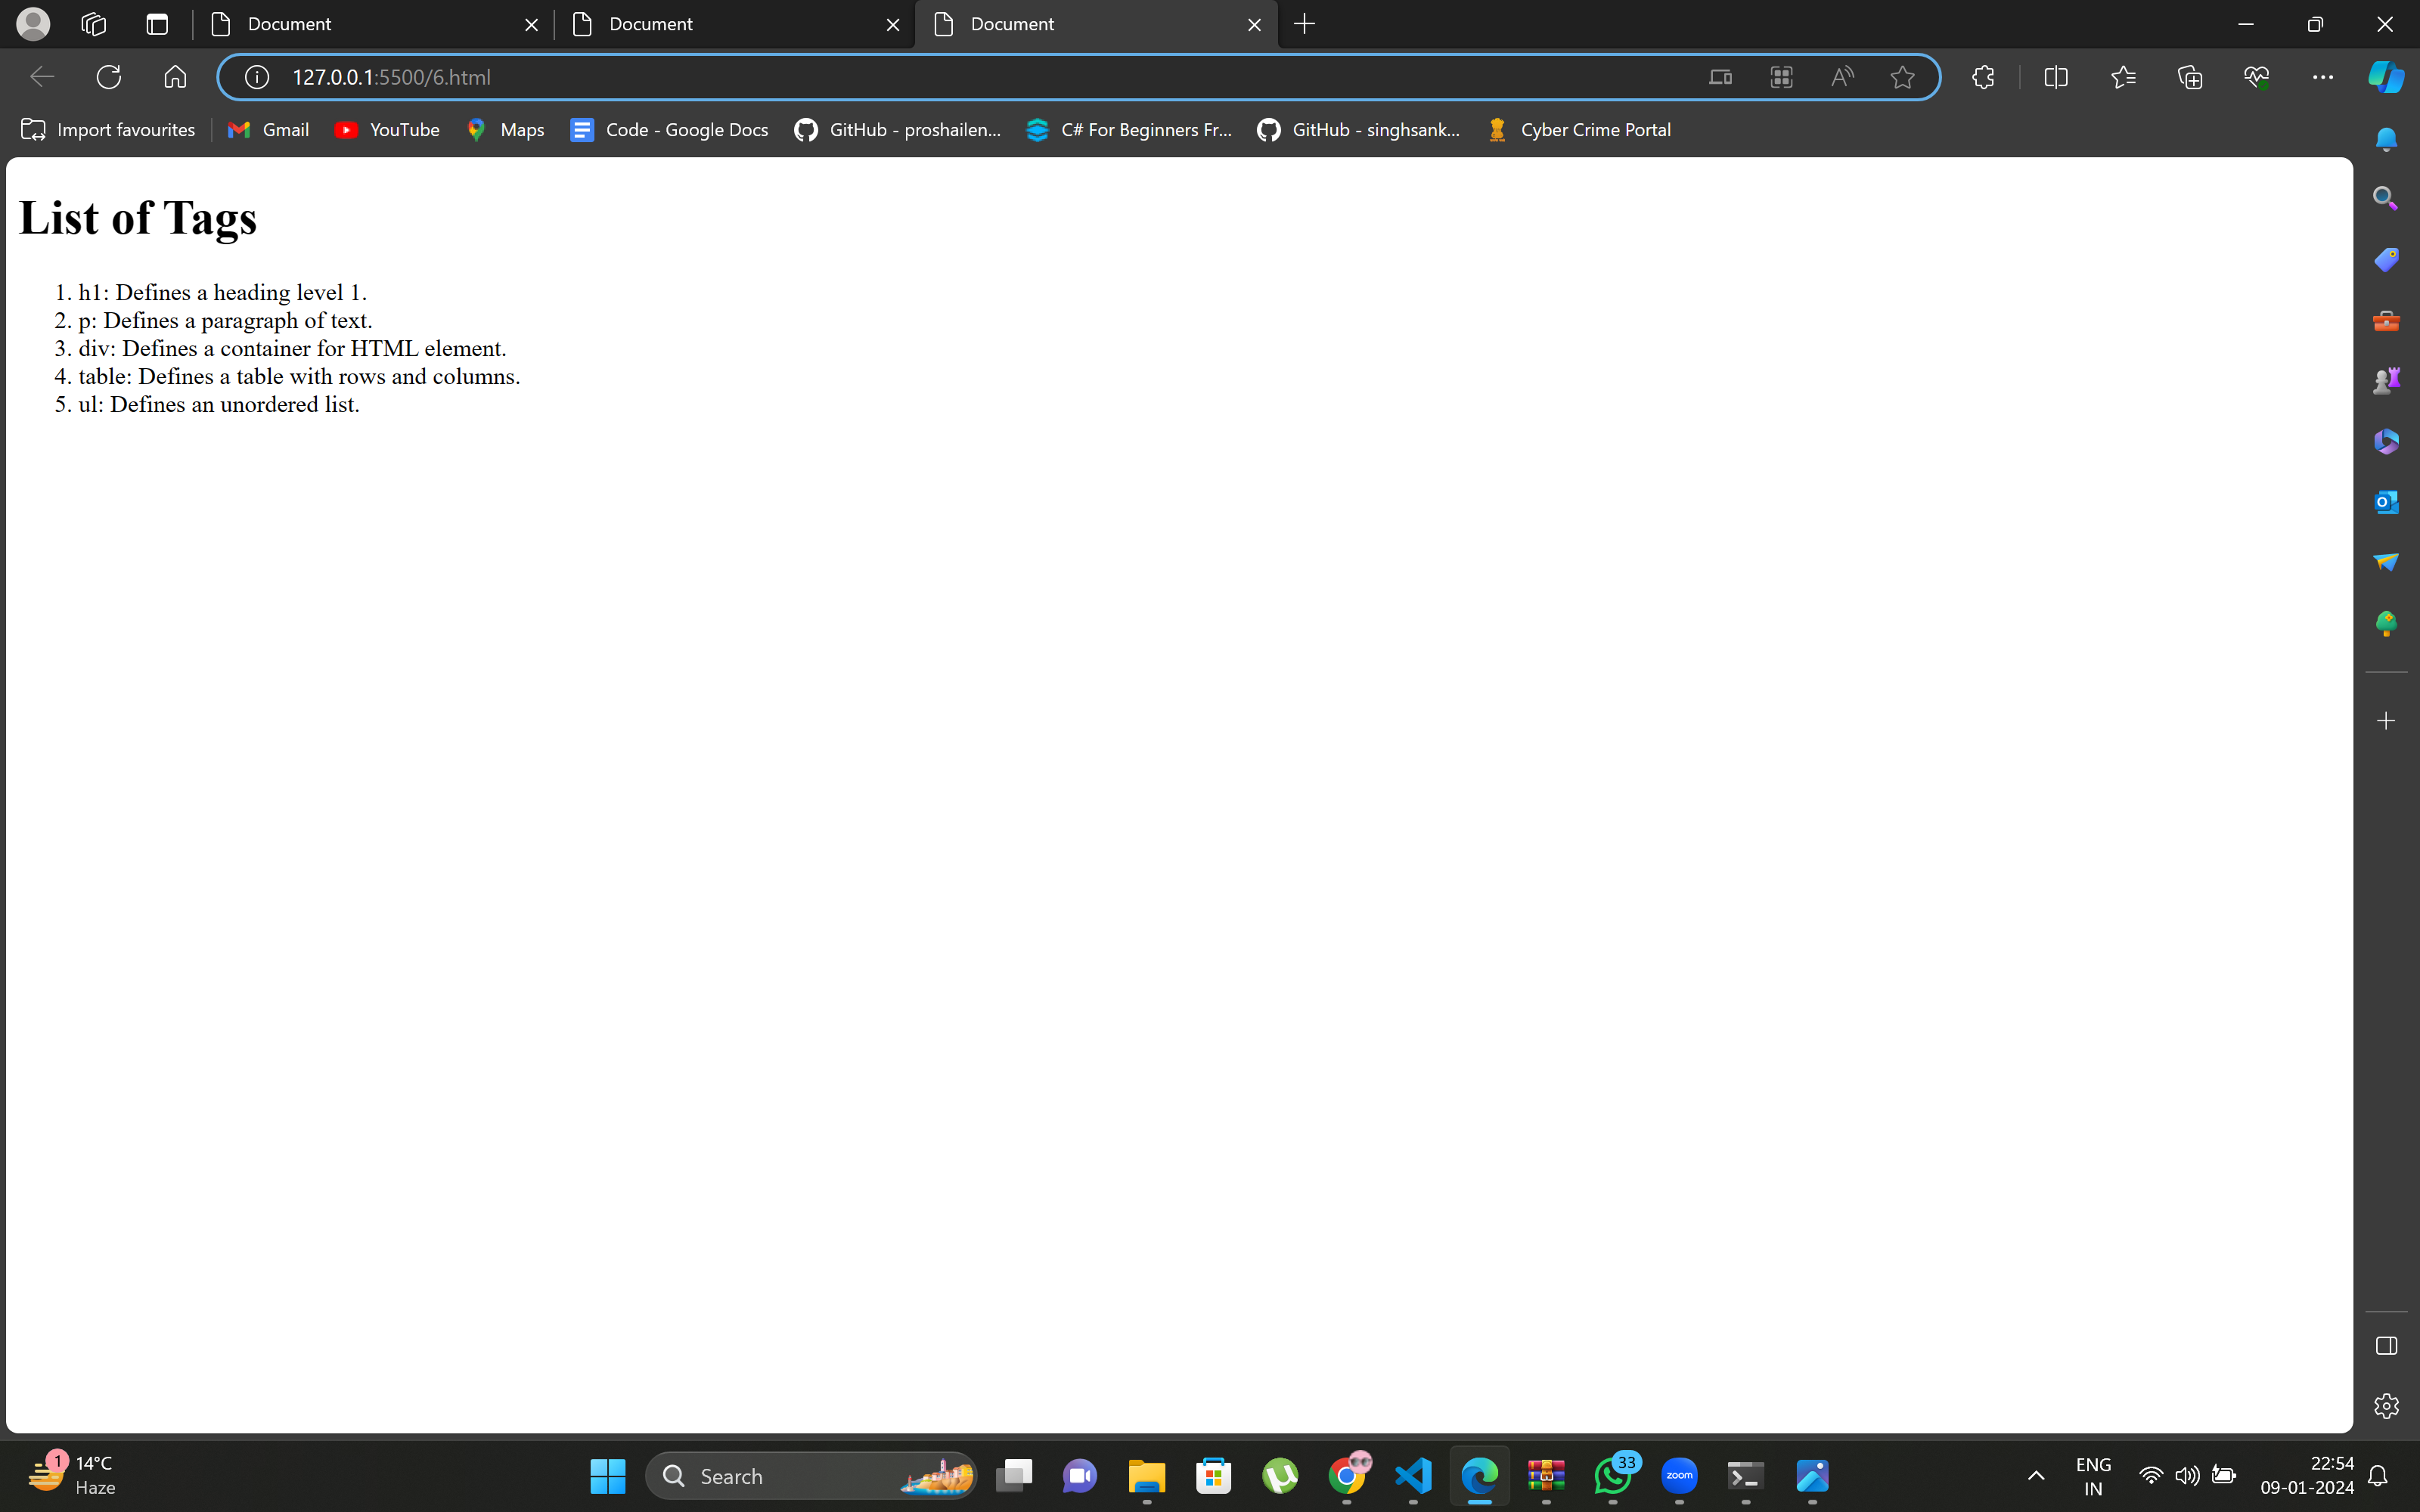 Document
Document
Document
127.0.0.1:5500/6.html
Import favourites
Gmail
YouTube
Maps
Code - Google Docs
GitHub - proshailen...
C# For Beginners Fr...
GitHub - singhsank...
Cyber Crime Portal
List of Tags
1. h1: Defines a heading level 1.
2. p: Defines a paragraph of text.
3. div: Defines a container for HTML element.
4. table: Defines a table with rows and columns.
5. ul: Defines an unordered list.
1
14°C
Haze
Search
33
zoom
ENG
IN
22:54
09-01-2024